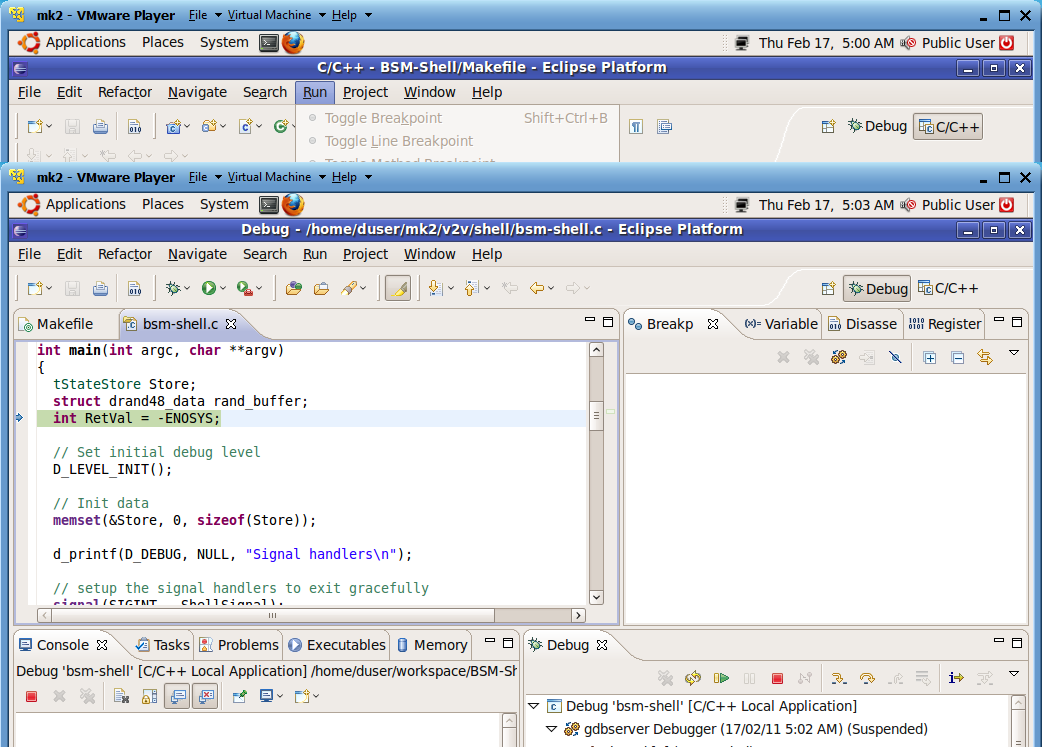 mk2 - VMware Player File Virtual Machine Help
Applications Places System Thu Feb 17, 5:00 AM Public User
C/C++ - BSM-Shell/Makefile - Eclipse Platform
File Edit Refactor Navigate Search Run Project Window Help
Toggle Breakpoint Shift+Ctrl+B
Debug C/C++
Toggle Line Breakpoint
Toggle Method Breakpoint
mk2 - VMware Player File Virtual Machine Help
Applications Places System Thu Feb 17, 5:03 AM Public User
Debug - /home/duser/mk2/v2v/shell/bsm-shell.c - Eclipse Platform
File Edit Refactor Navigate Search Run Project Window Help
Debug C/C++
Makefile bsm-shell.c Breakp Variable Disasse Register
int main(int argc, char **argv)
{
tStateStore Store;
struct drand48_data rand_buffer;
int RetVal = -ENOSYS;
// Set initial debug level
D_LEVEL_INIT();
// Init data
memset(&Store, 0, sizeof(Store));
d_printf(D_DEBUG, NULL, "Signal handlers\n");
// setup the signal handlers to exit gracefully
signal(SIGINT, ShellSignal);
Console Tasks Problems Executables Memory Debug
Debug 'bsm-shell' [C/C++ Local Application] /home/duser/workspace/BSM-Sh
Debug 'bsm-shell' [C/C++ Local Application]
gdbserver Debugger (17/02/11 5:02 AM) (Suspended)